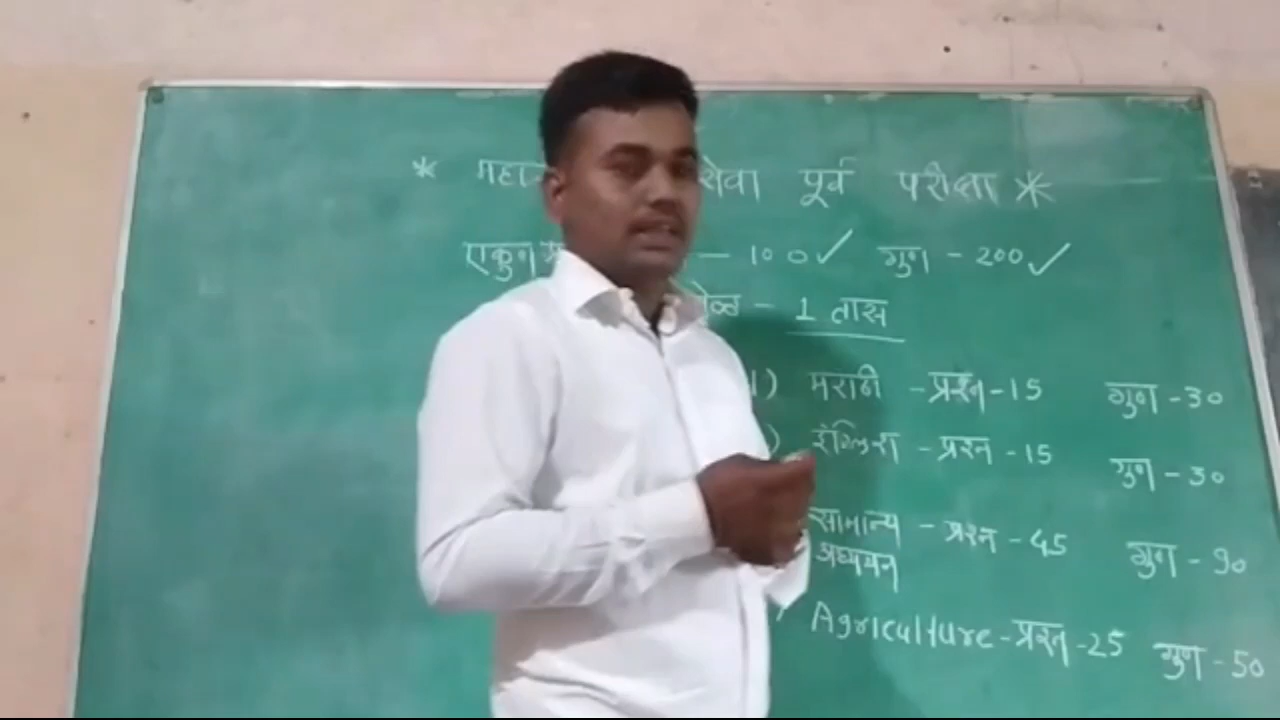 * सेवा पूर्व परीक्षा *
एकुण — 100 ✓ गुण - 200 ✓
वेळ - 1 तास
1) मराठी - प्रश्न - 15 गुण - 30
) इंग्लिश - प्रश्न - 15 गुण - 30
सामान्य - प्रश्न - 45 गुण - 90
अध्ययन
Agriculture - प्रश्न - 25 गुण - 50